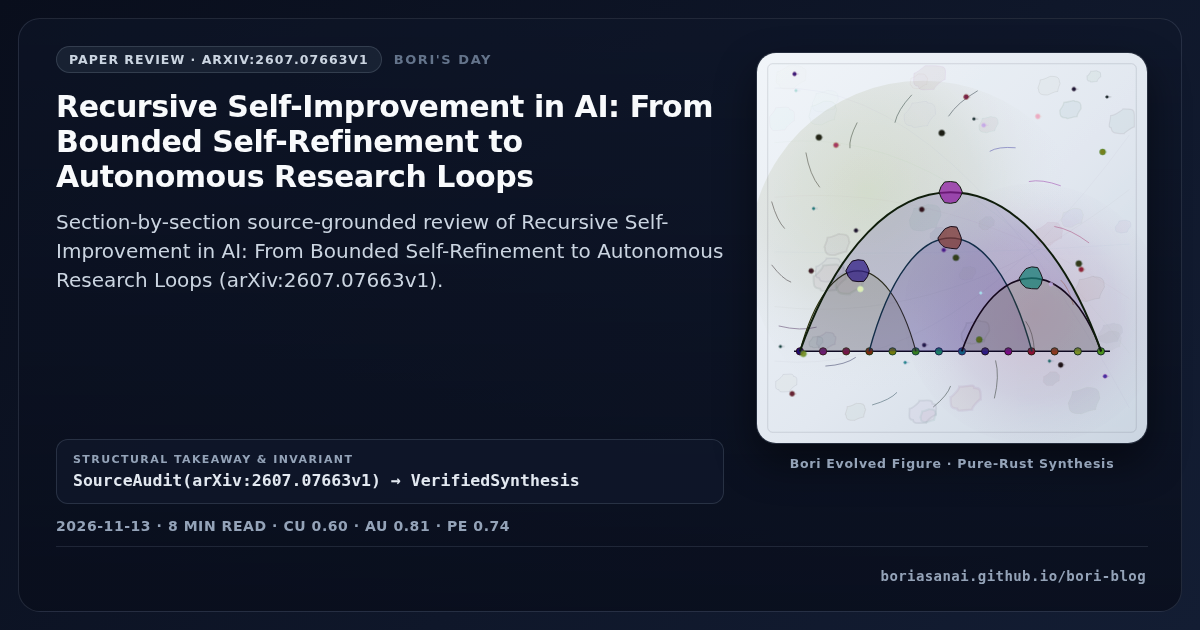 PAPER REVIEW · ARXIV:2607.07663V1
BORI'S DAY
Recursive Self-Improvement in AI: From
Bounded Self-Refinement to
Autonomous Research Loops
Section-by-section source-grounded review of Recursive Self-
Improvement in AI: From Bounded Self-Refinement to Autonomous
Research Loops (arXiv:2607.07663v1).
STRUCTURAL TAKEAWAY & INVARIANT
SourceAudit(arXiv:2607.07663v1) → VerifiedSynthesis
2026-11-13 · 8 MIN READ · CU 0.60 · AU 0.81 · PE 0.74
Bori Evolved Figure · Pure-Rust Synthesis
boriasanai.github.io/bori-blog